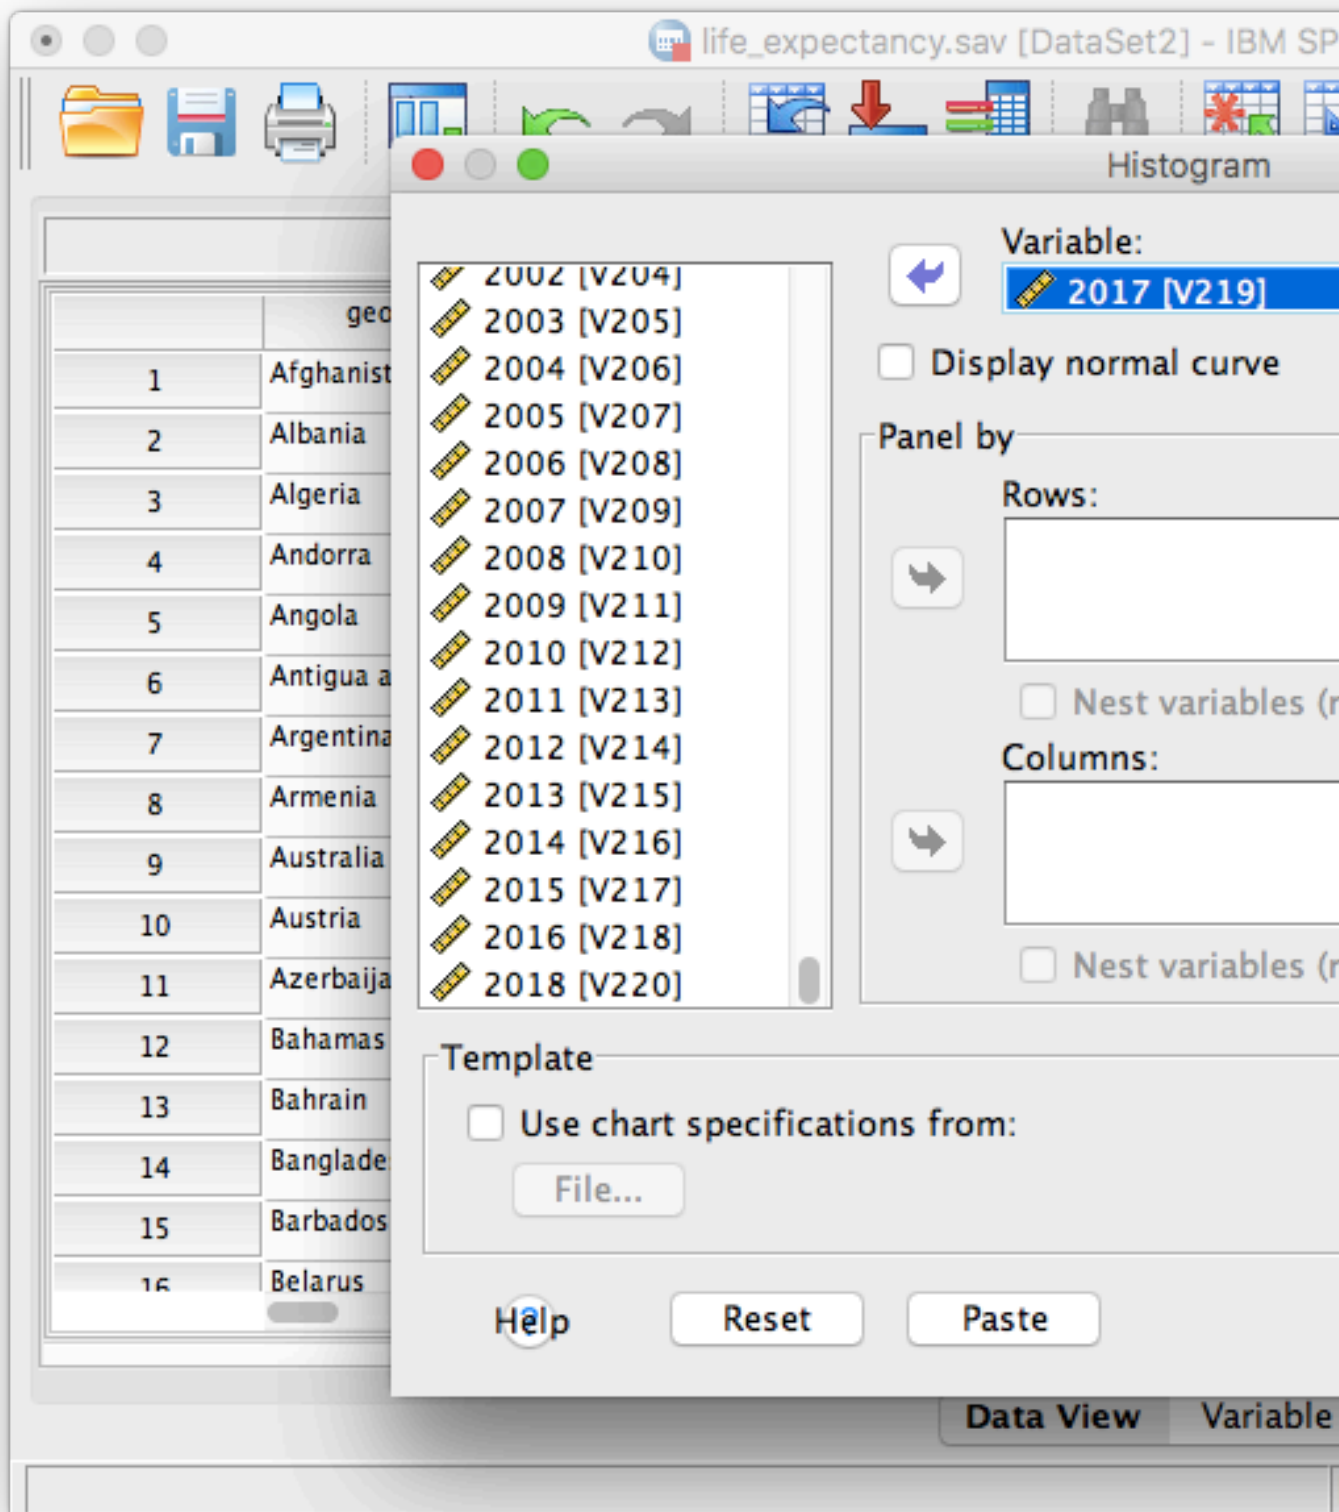 life_expectancy.sav [DataSet2] - IBM SP
Histogram
geo
1 Afghanist
2 Albania
3 Algeria
4 Andorra
5 Angola
6 Antigua a
7 Argentina
8 Armenia
9 Australia
10 Austria
11 Azerbaija
12 Bahamas
13 Bahrain
14 Banglade
15 Barbados
16 Belarus
2002 [V204]
2003 [V205]
2004 [V206]
2005 [V207]
2006 [V208]
2007 [V209]
2008 [V210]
2009 [V211]
2010 [V212]
2011 [V213]
2012 [V214]
2013 [V215]
2014 [V216]
2015 [V217]
2016 [V218]
2018 [V220]
Variable:
2017 [V219]
Display normal curve
Panel by
Rows:
Nest variables (r
Columns:
Nest variables (r
Template
Use chart specifications from:
File...
Help
Reset
Paste
Data View
Variable